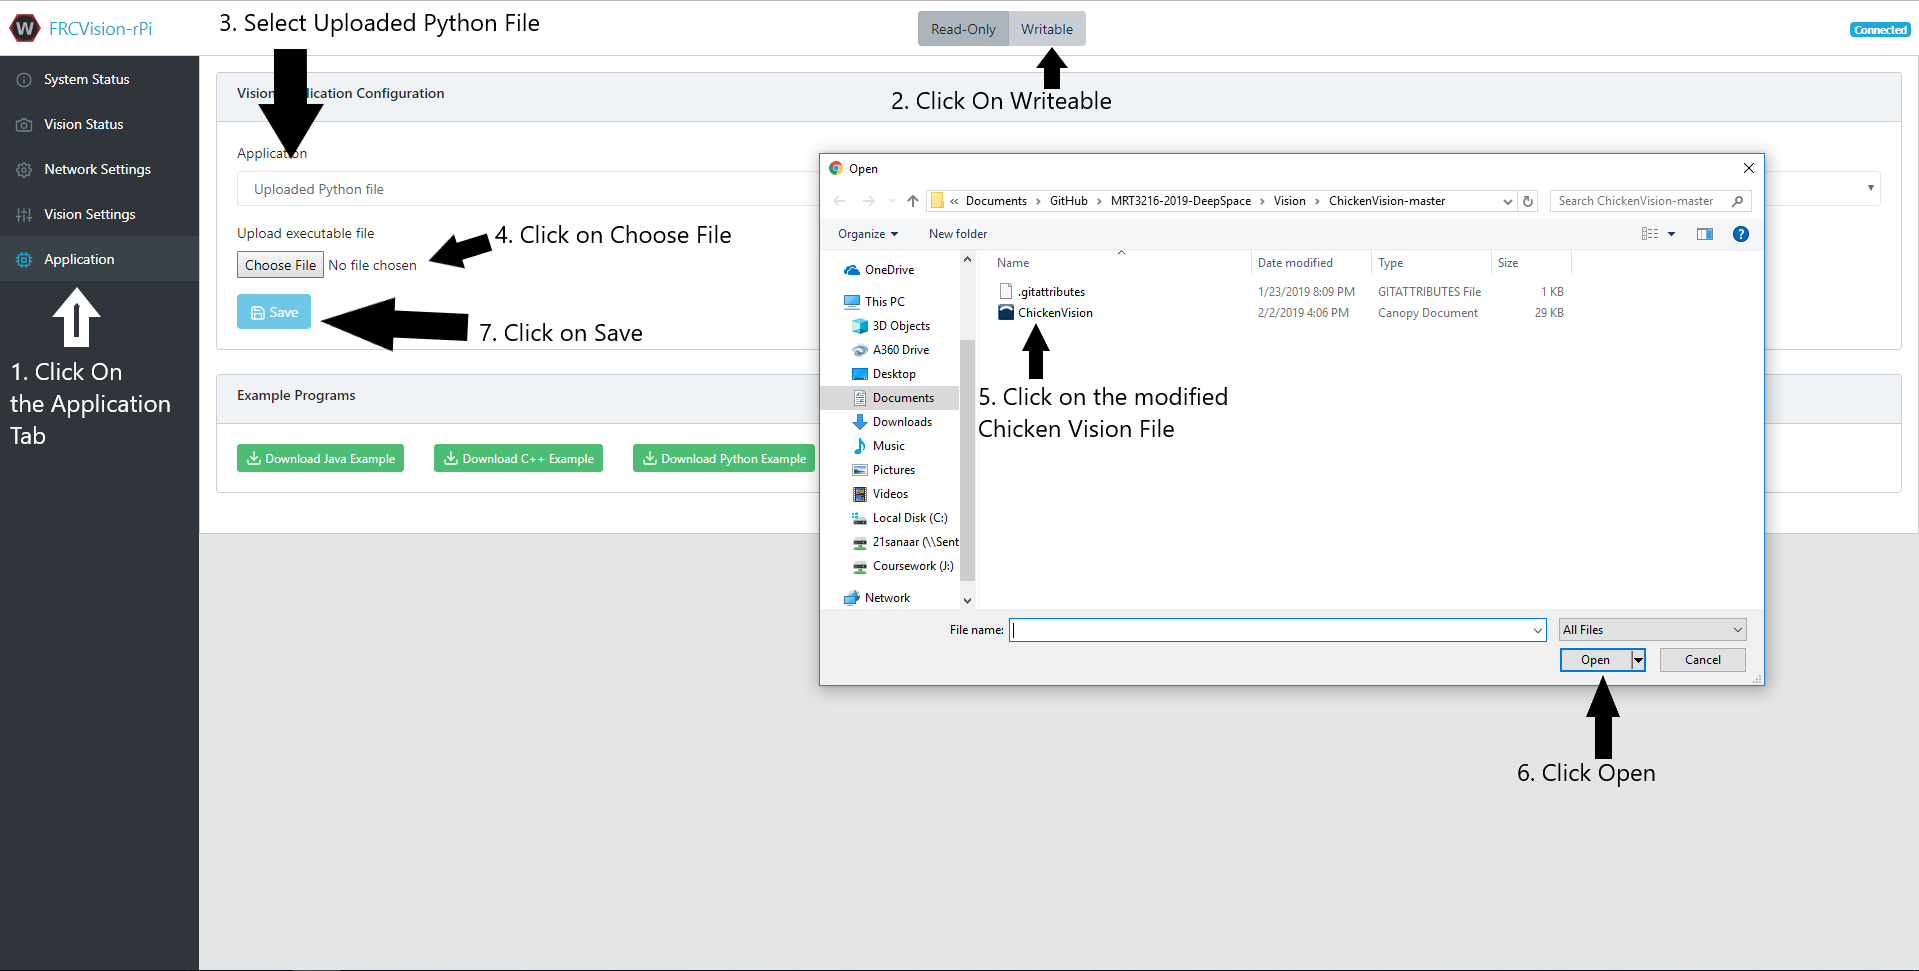 FRCVision-rPi
3. Select Uploaded Python File
Read-Only
Writable
Connected
System Status
Vision Status
Network Settings
Vision Settings
Application
1. Click On
the Application
Tab
2. Click On Writeable
Vision lication Configuration
Application
Uploaded Python file
Upload executable file
Choose File No file chosen
4. Click on Choose File
Save
7. Click on Save
Example Programs
Download Java Example
Download C++ Example
Download Python Example
Open
« Documents › GitHub › MRT3216-2019-DeepSpace › Vision › ChickenVision-master
Search ChickenVision-master
Organize
New folder
OneDrive
This PC
3D Objects
A360 Drive
Desktop
Documents
Downloads
Music
Pictures
Videos
Local Disk (C:)
21sanaar (\\Sent
Coursework (J:)
Network
Name Date modified Type Size
.gitattributes 1/23/2019 8:09 PM GITATTRIBUTES File 1 KB
ChickenVision 2/2/2019 4:06 PM Canopy Document 29 KB
5. Click on the modified
Chicken Vision File
File name:
All Files
Open
Cancel
6. Click Open